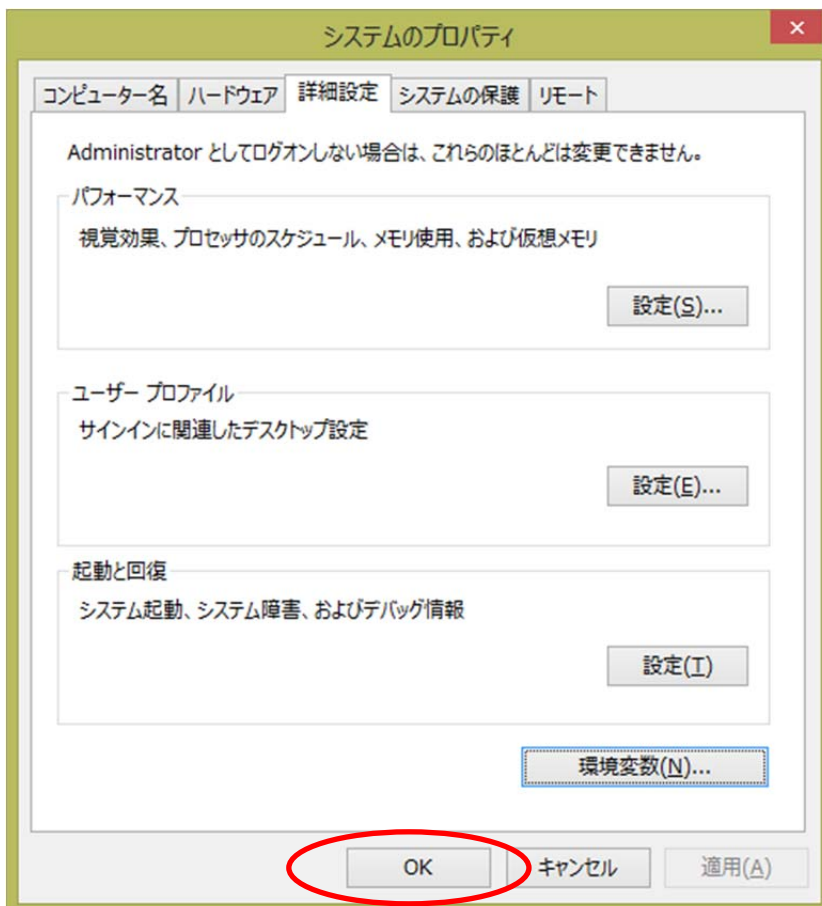 システムのプロパティ
×
コンピューター名 ハードウェア 詳細設定 システムの保護 リモート
Administrator としてログオンしない場合は、これらのほとんどは変更できません。
パフォーマンス
視覚効果、プロセッサのスケジュール、メモリ使用、および仮想メモリ
設定(S)...
ユーザー プロファイル
サインインに関連したデスクトップ設定
設定(E)...
起動と回復
システム起動、システム障害、およびデバッグ情報
設定(T)
環境変数(N)...
OK キャンセル 適用(A)